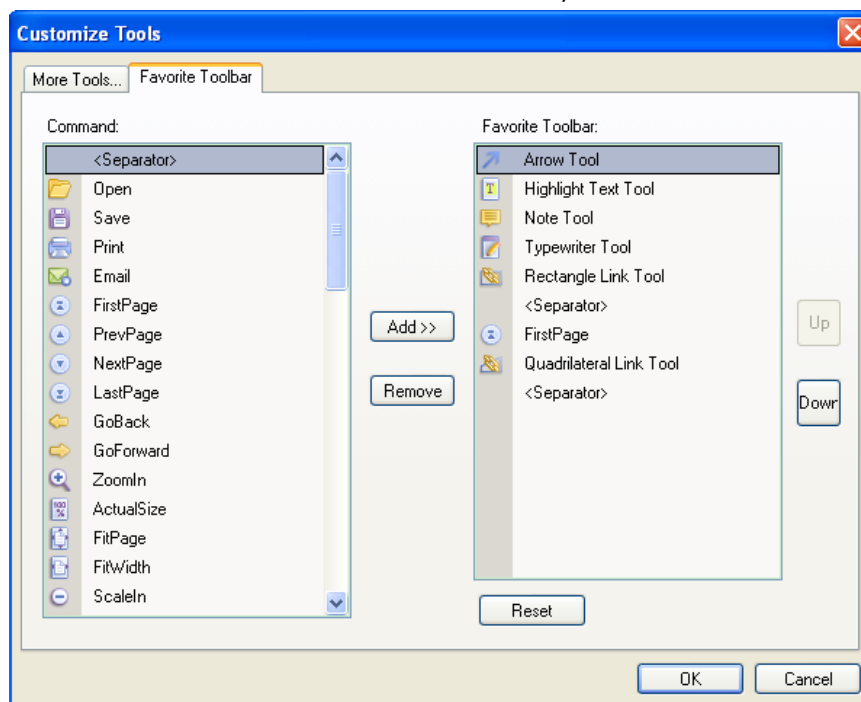 Customize Tools
More Tools... Favorite Toolbar
Command:
<Separator>
Open
Save
Print
Email
FirstPage
PrevPage
NextPage
LastPage
GoBack
GoForward
ZoomIn
ActualSize
FitPage
FitWidth
ScaleIn
Add >>
Remove
Favorite Toolbar:
Arrow Tool
Highlight Text Tool
Note Tool
Typewriter Tool
Rectangle Link Tool
<Separator>
FirstPage
Quadrilateral Link Tool
<Separator>
Up
Dowr
Reset
OK Cancel